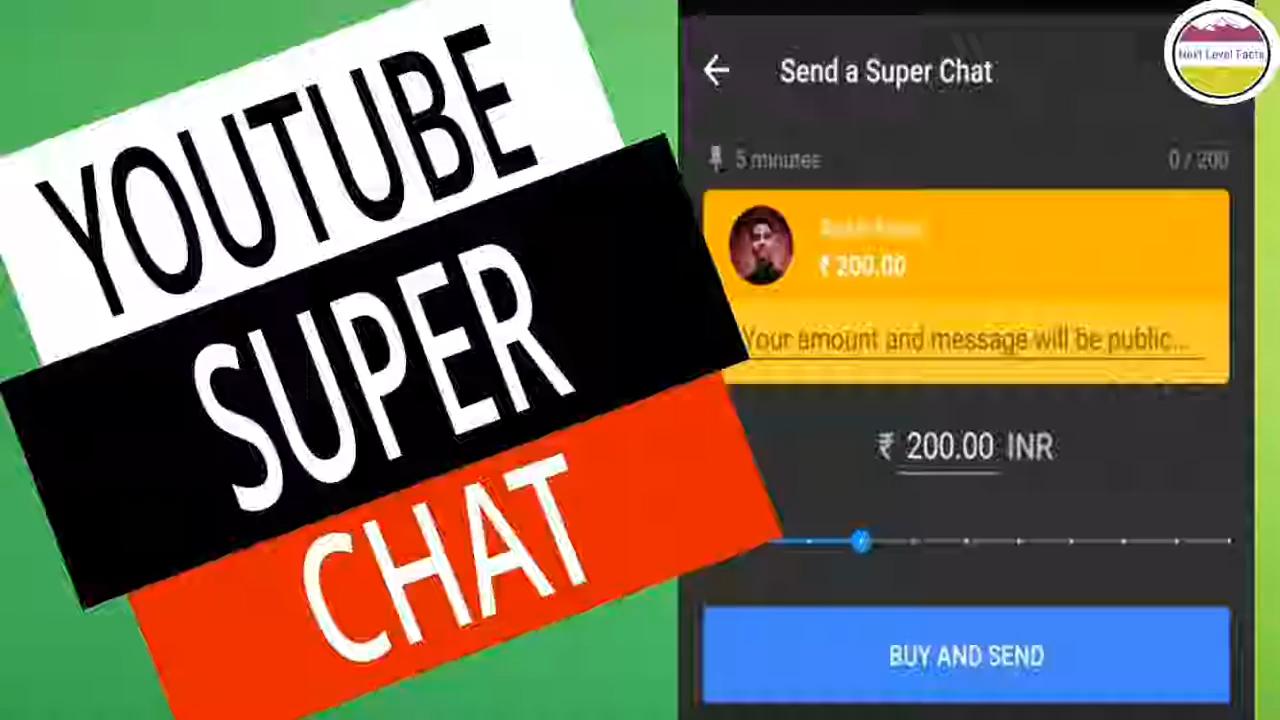 YOUTUBE
SUPER
CHAT
Send a Super Chat
5 minutes
0 / 200
₹ 200.00
Your amount and message will be public...
₹ 200.00 INR
BUY AND SEND
Next Level Facts